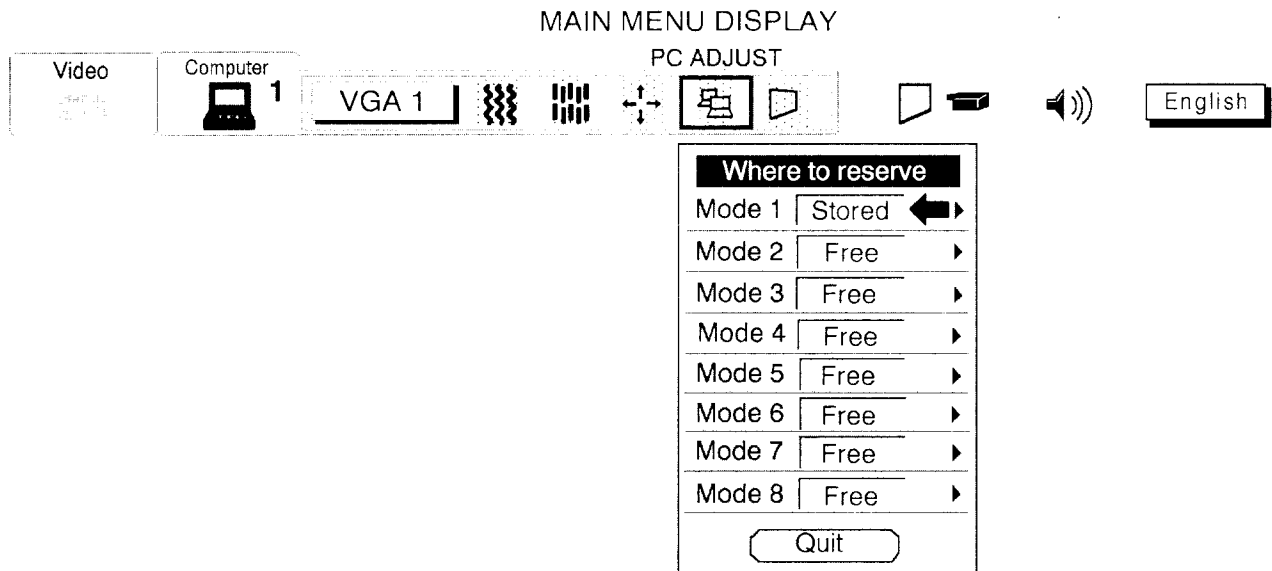 MAIN MENU DISPLAY
PC ADJUST
Video
Computer
1
VGA 1
English
Where to reserve
Mode 1 Stored
Mode 2 Free
Mode 3 Free
Mode 4 Free
Mode 5 Free
Mode 6 Free
Mode 7 Free
Mode 8 Free
Quit